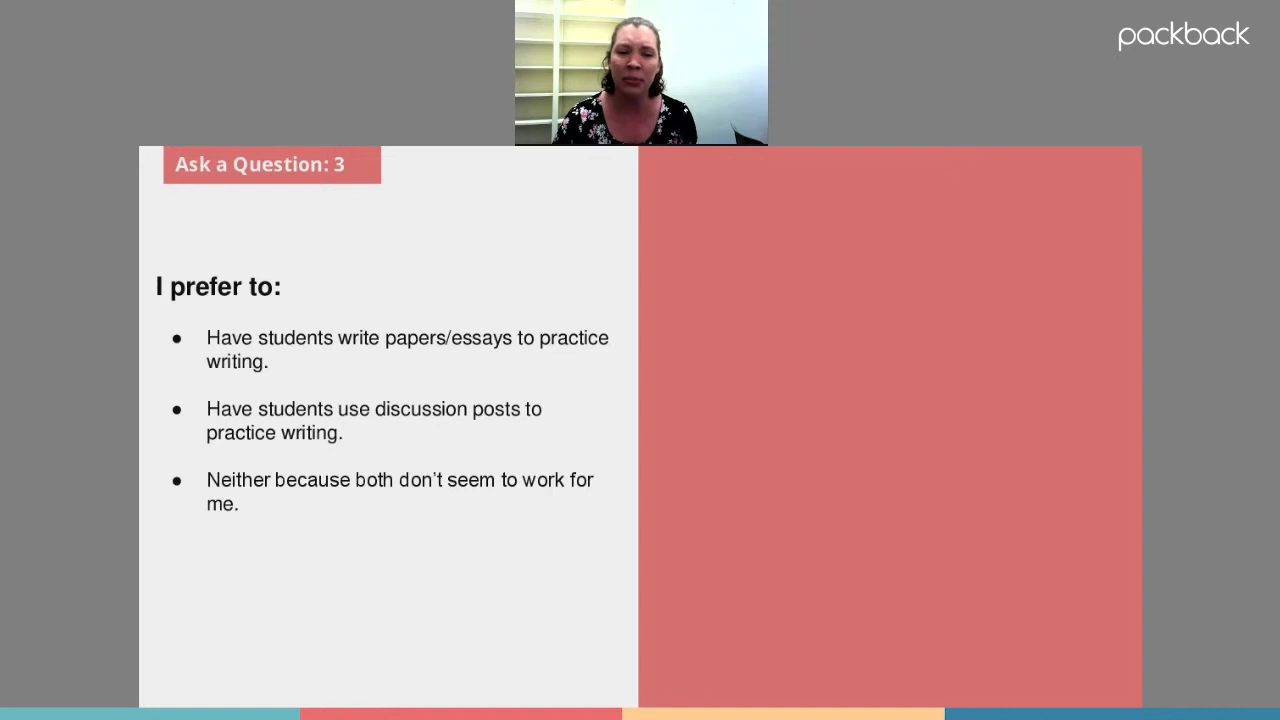 packback
Ask a Question: 3
I prefer to:
● Have students write papers/essays to practice
writing.
● Have students use discussion posts to
practice writing.
● Neither because both don’t seem to work for
me.